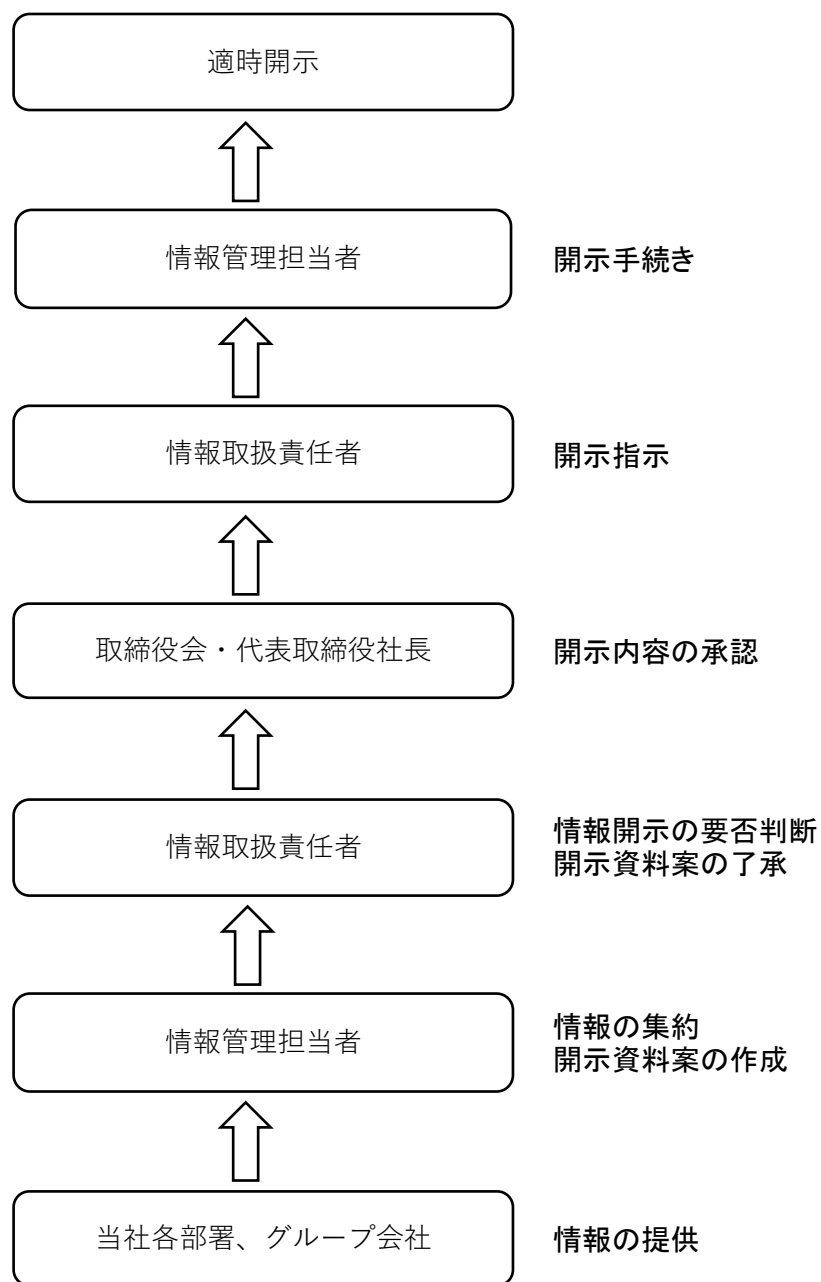 適時開示
情報管理担当者
開示手続き
情報取扱責任者
開示指示
取締役会・代表取締役社長
開示内容の承認
情報取扱責任者
情報開示の要否判断
開示資料案の了承
情報管理担当者
情報の集約
開示資料案の作成
当社各部署、グループ会社
情報の提供